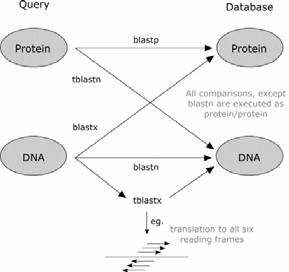 Query
Database
Protein
blastp
Protein
tblastn
All comparisons, except
blastn are executed as
protein/protein
blastx
DNA
blastn
DNA
tblastx
eg.
translation to all six
reading frames